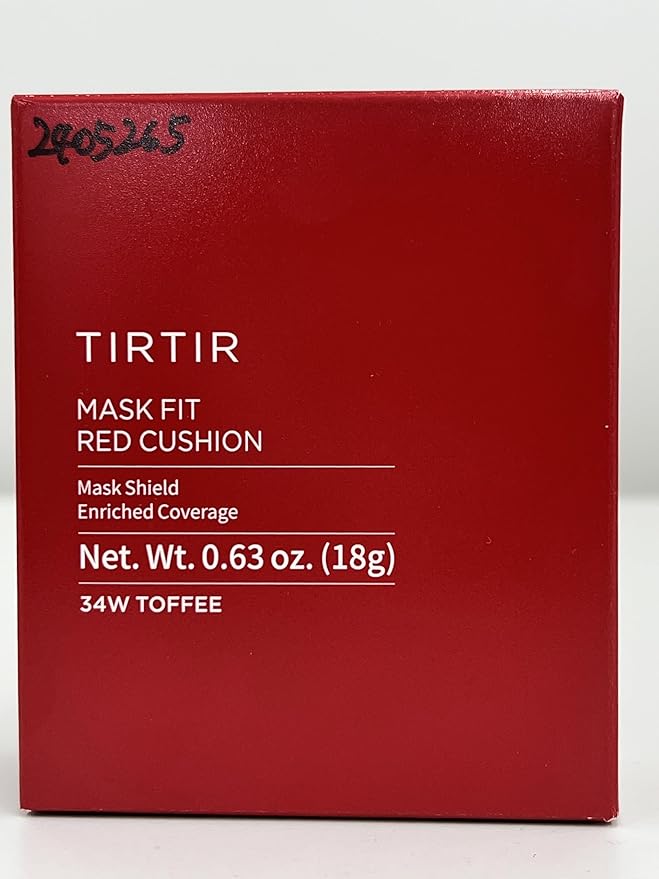 2405265
TIRTIR
MASK FIT
RED CUSHION
Mask Shield
Enriched Coverage
Net. Wt. 0.63 oz. (18g)
34W TOFFEE